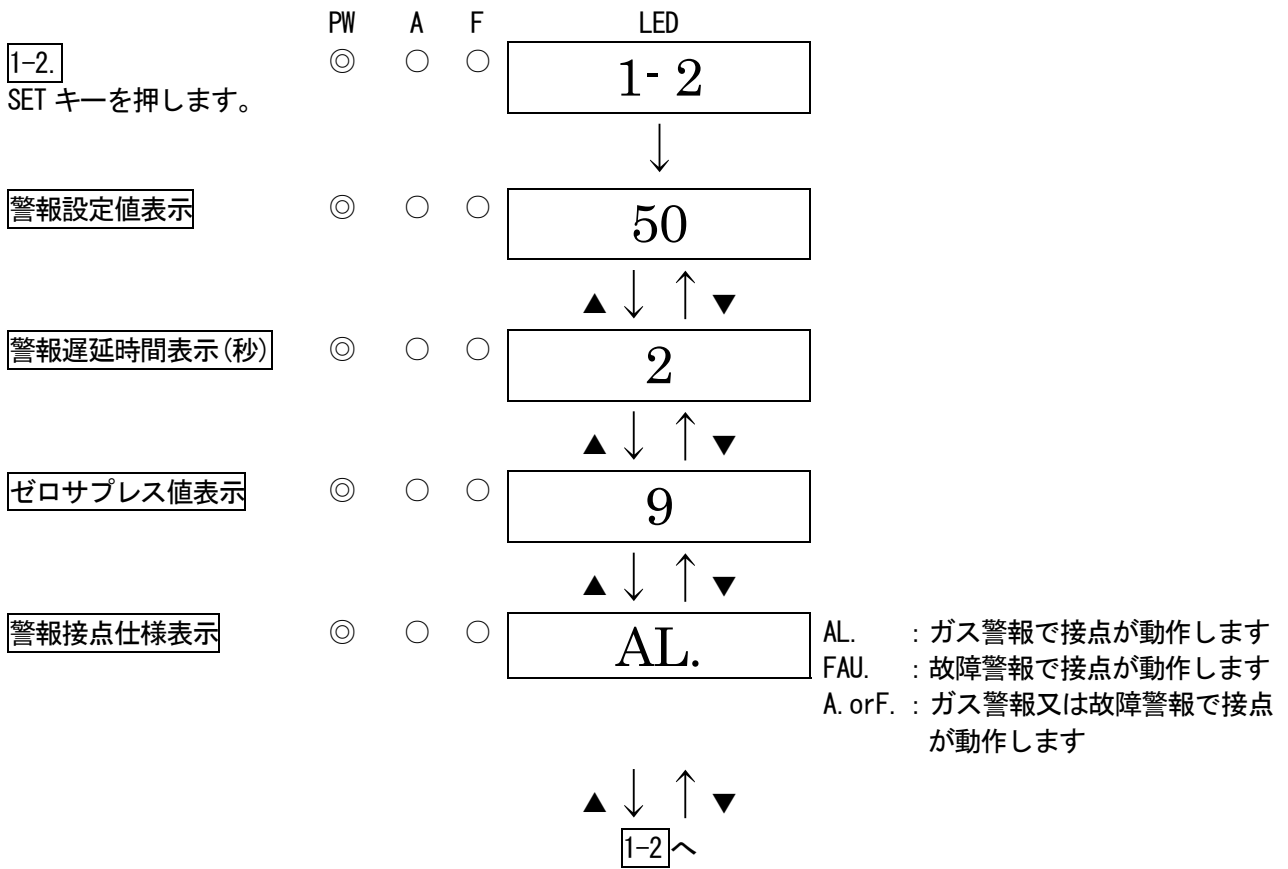 PW A F LED
1-2. ◎ ○ ○ 1- 2
SET キーを押します。
↓
警報設定値表示 ◎ ○ ○ 50
▲ ↓ ↑ ▼
警報遅延時間表示(秒) ◎ ○ ○ 2
▲ ↓ ↑ ▼
ゼロサプレス値表示 ◎ ○ ○ 9
▲ ↓ ↑ ▼
警報接点仕様表示 ◎ ○ ○ AL.
AL. : ガス警報で接点が動作します
FAU. : 故障警報で接点が動作します
A.orF. : ガス警報又は故障警報で接点
が動作します
▲ ↓ ↑ ▼
1-2 へ